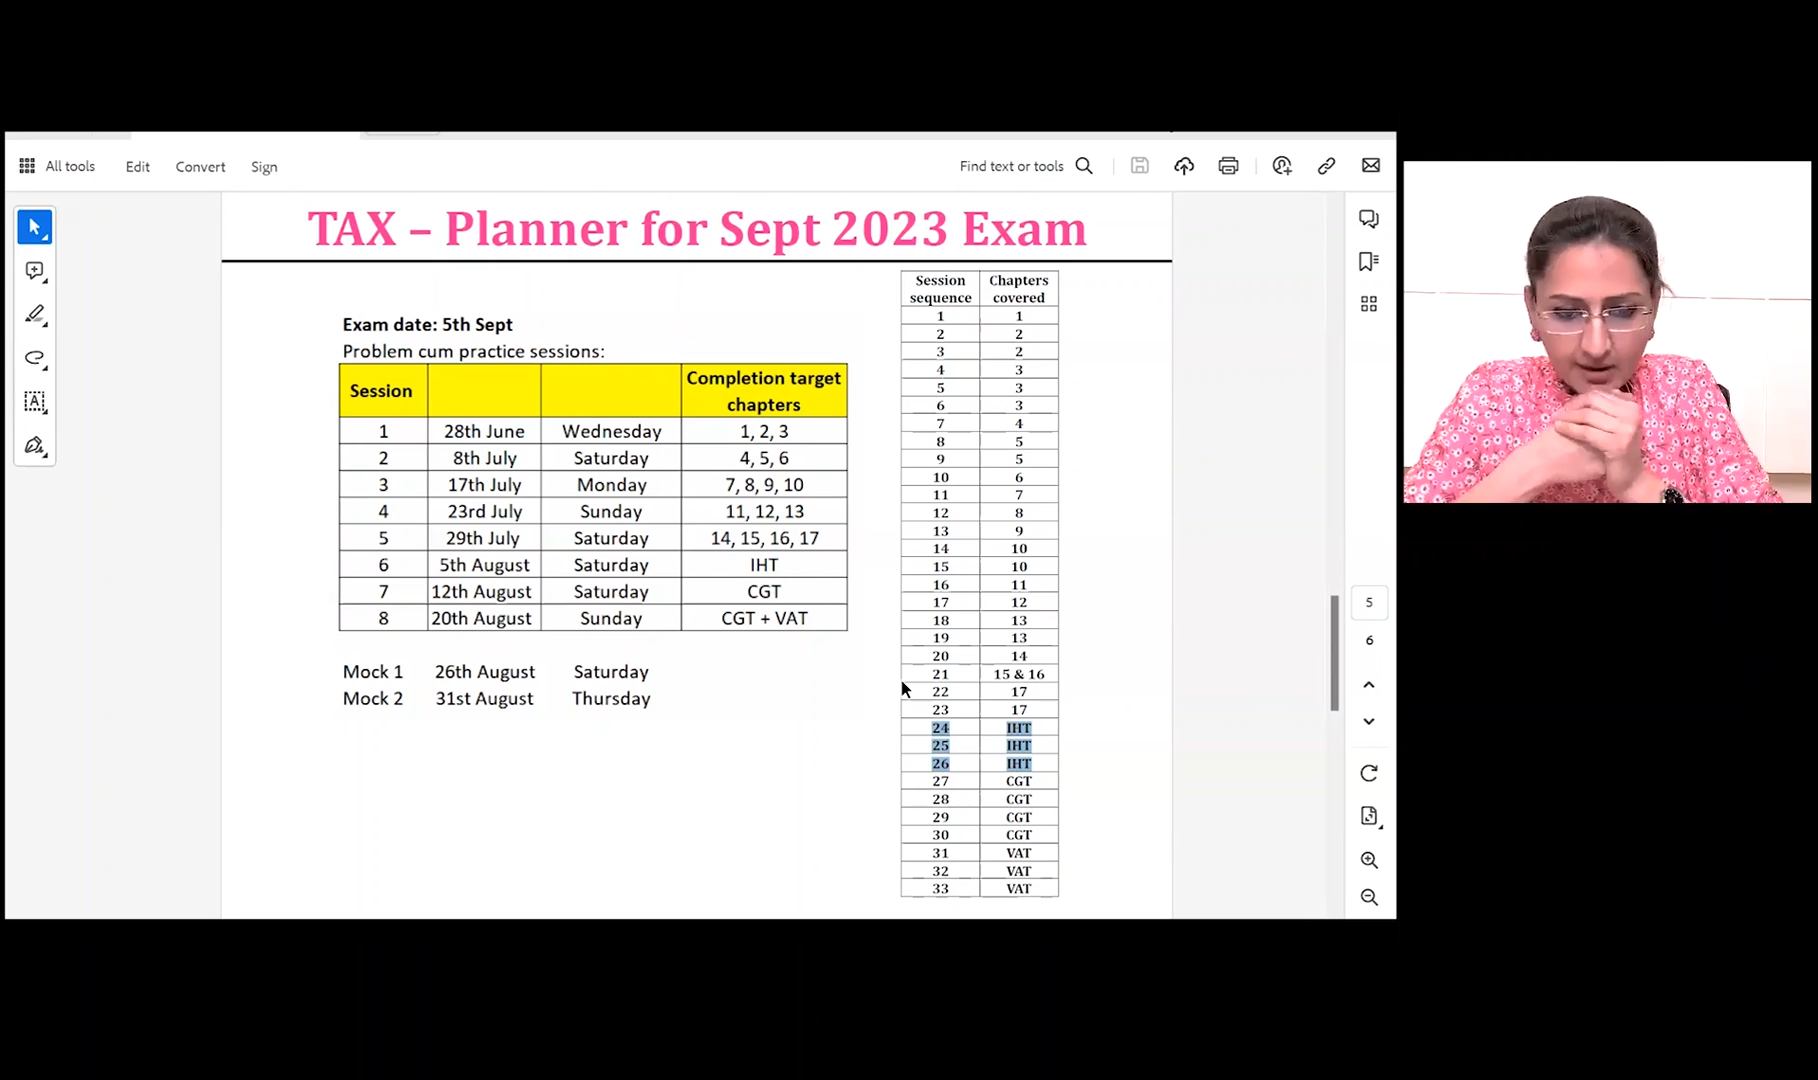 All tools Edit Convert Sign Find text or tools
TAX – Planner for Sept 2023 Exam
Exam date: 5th Sept
Problem cum practice sessions:
Session Completion target chapters
1 28th June Wednesday 1, 2, 3
2 8th July Saturday 4, 5, 6
3 17th July Monday 7, 8, 9, 10
4 23rd July Sunday 11, 12, 13
5 29th July Saturday 14, 15, 16, 17
6 5th August Saturday IHT
7 12th August Saturday CGT
8 20th August Sunday CGT + VAT
Mock 1 26th August Saturday
Mock 2 31st August Thursday
Session sequence Chapters covered
1 1
2 2
3 2
4 3
5 3
6 3
7 4
8 5
9 5
10 6
11 7
12 8
13 9
14 10
15 10
16 11
17 12
18 13
19 13
20 14
21 15 & 16
22 17
23 17
24 IHT
25 IHT
26 IHT
27 CGT
28 CGT
29 CGT
30 CGT
31 VAT
32 VAT
33 VAT
5
6